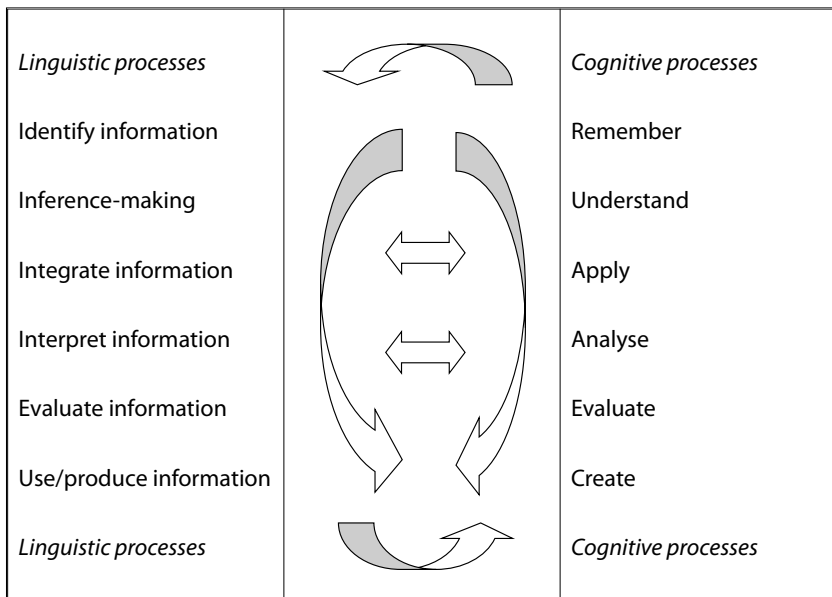 Linguistic processes
Cognitive processes
Identify information
Remember
Inference-making
Understand
Integrate information
Apply
Interpret information
Analyse
Evaluate information
Evaluate
Use/produce information
Create
Linguistic processes
Cognitive processes